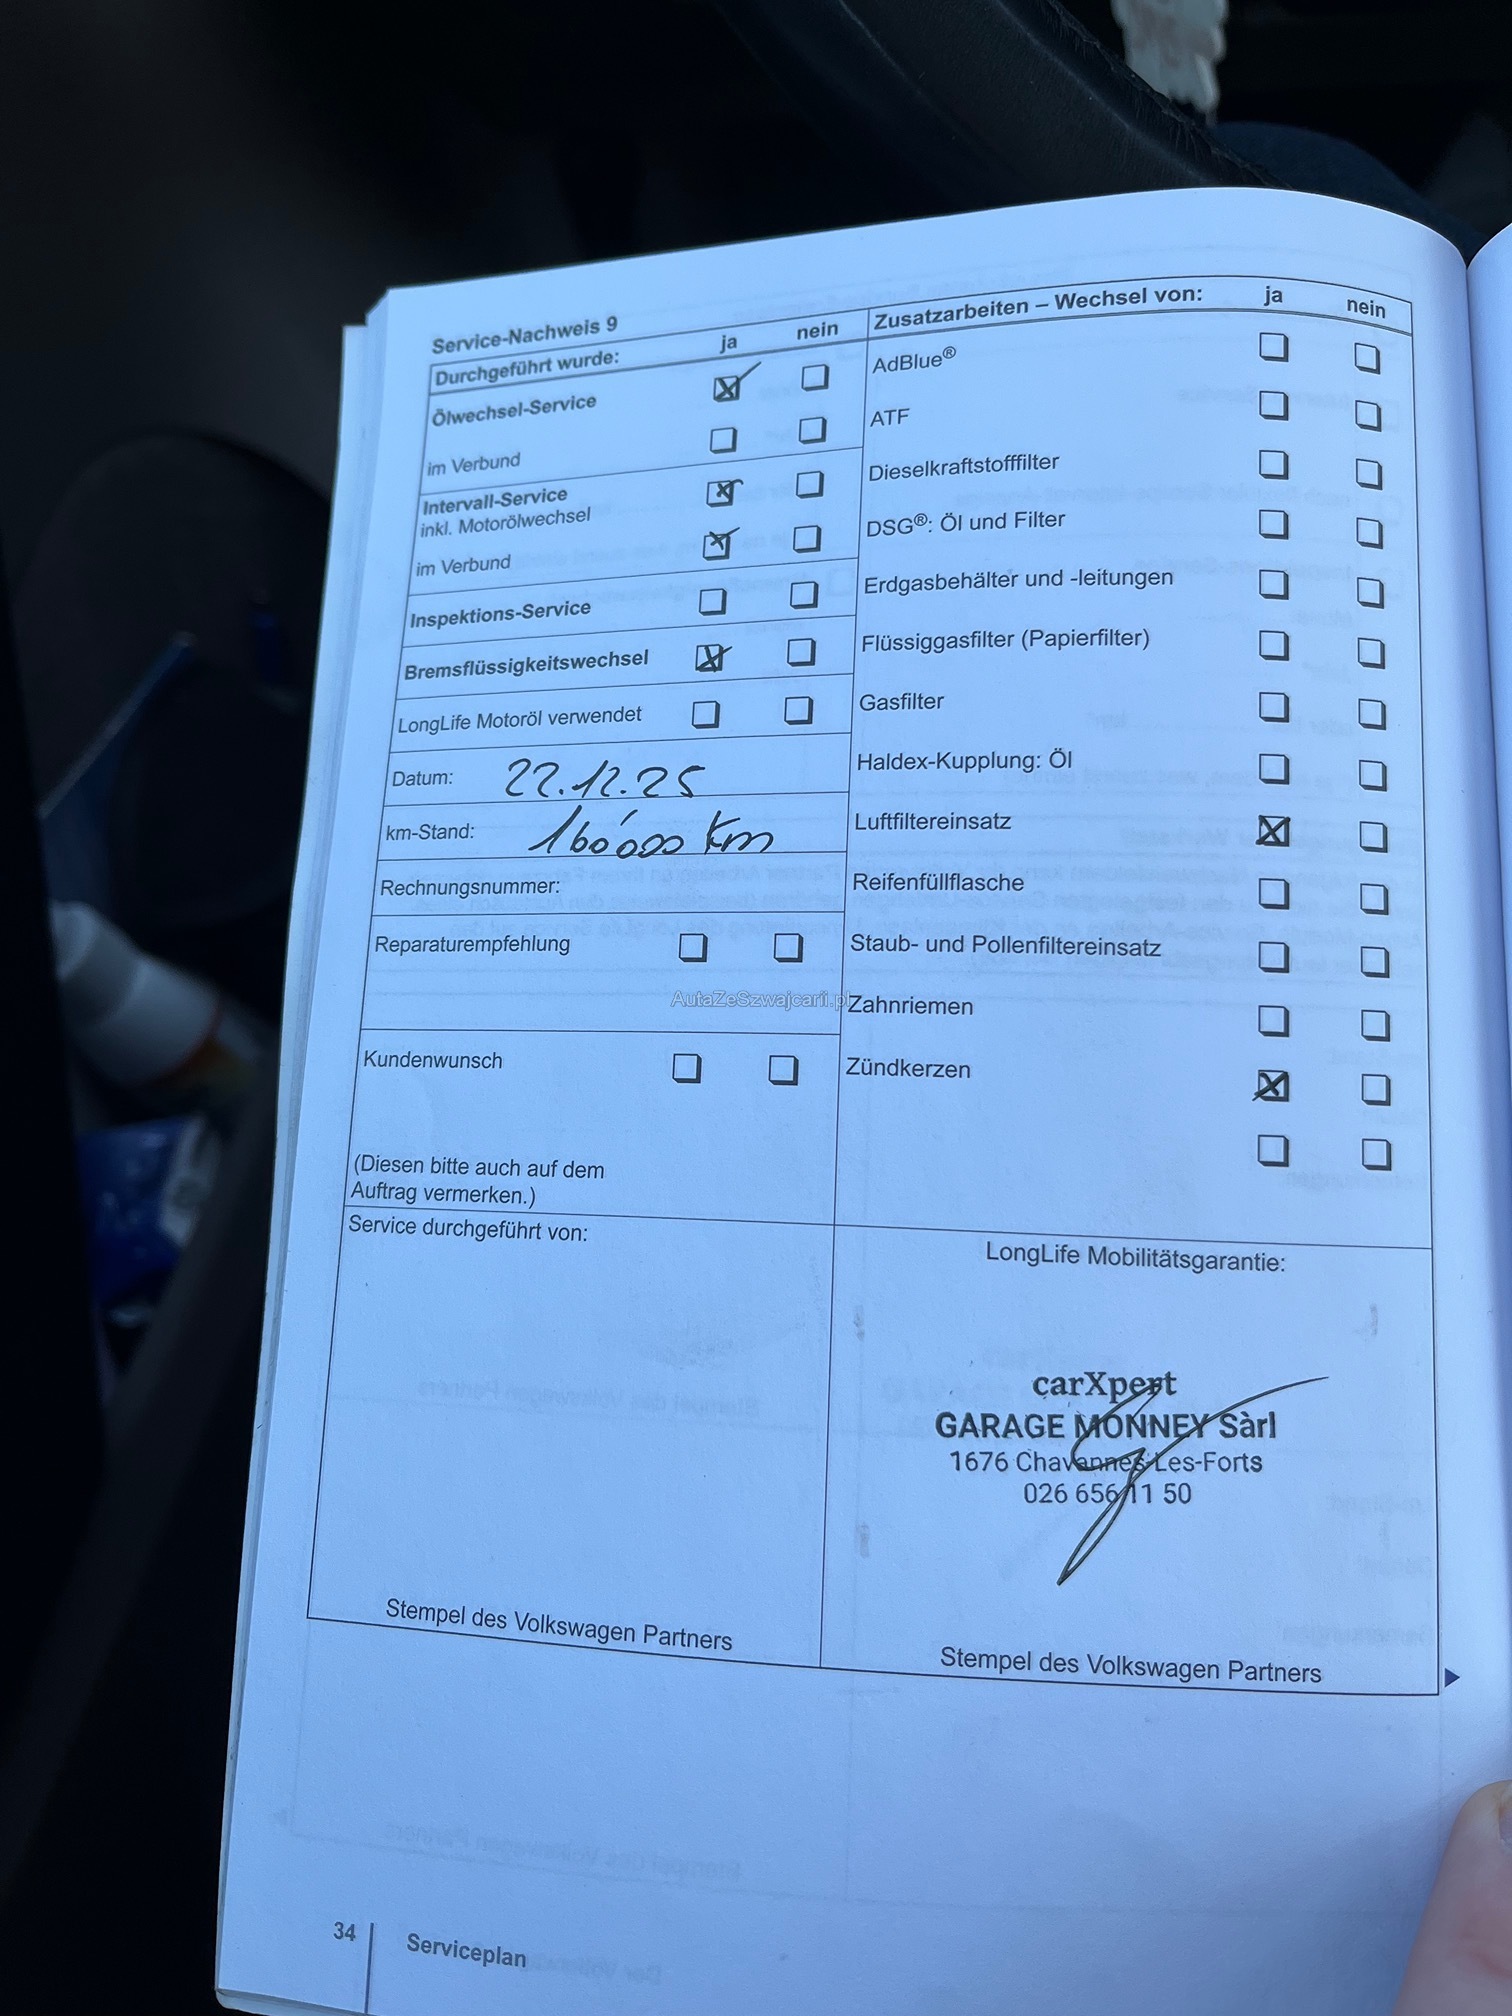 Service-Nachweis 9
Durchgeführt wurde: ja nein
Ölwechsel-Service
im Verbund
Intervall-Service
inkl. Motorölwechsel
im Verbund
Inspektions-Service
Bremsflüssigkeitswechsel
LongLife Motoröl verwendet
Datum: 22.12.25
km-Stand: 160'000 Km
Rechnungsnummer:
Reparaturempfehlung
Kundenwunsch
(Diesen bitte auch auf dem
Auftrag vermerken.)
Service durchgeführt von:
Stempel des Volkswagen Partners
Zusatzarbeiten – Wechsel von: ja nein
AdBlue®
ATF
Dieselkraftstofffilter
DSG®: Öl und Filter
Erdgasbehälter und -leitungen
Flüssiggasfilter (Papierfilter)
Gasfilter
Haldex-Kupplung: Öl
Luftfiltereinsatz
Reifenfüllflasche
Staub- und Pollenfiltereinsatz
Zahnriemen
Zündkerzen
LongLife Mobilitätsgarantie:
carXpert
GARAGE MONNEY Sàrl
1676 Chavannes-Les-Forts
026 656 11 50
Stempel des Volkswagen Partners
34 Serviceplan
AutaZeSzwajcarii.pl